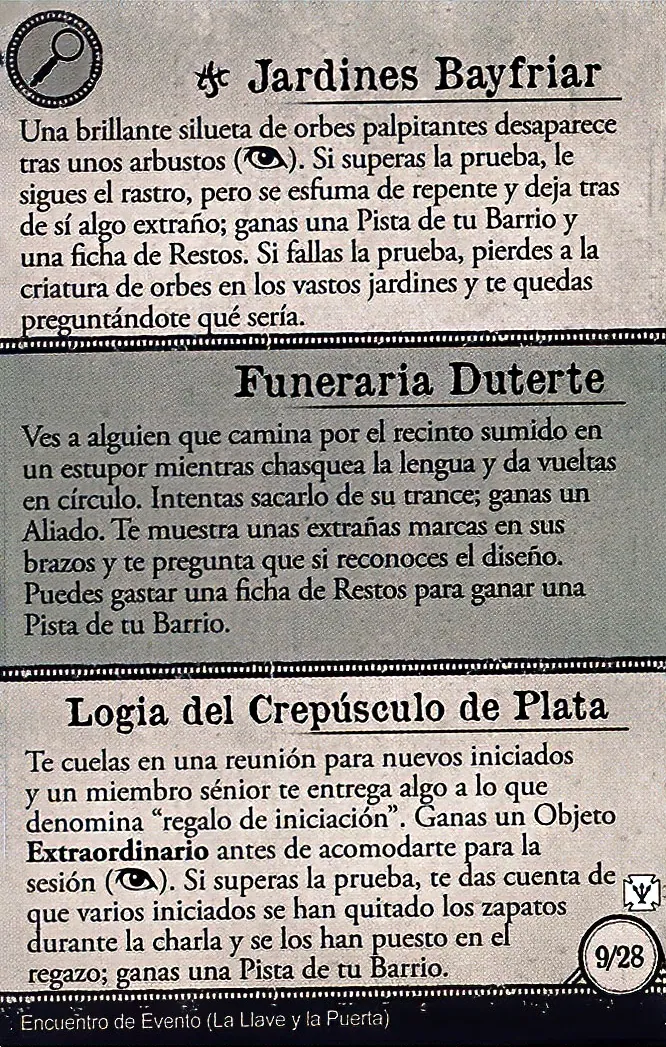 Jardines Bayfriar
Una brillante silueta de orbes palpitantes desaparece
tras unos arbustos (). Si superas la prueba, le
sigues el rastro, pero se esfuma de repente y deja tras
de sí algo extraño; ganas una Pista de tu Barrio y
una ficha de Restos. Si fallas la prueba, pierdes a la
criatura de orbes en los vastos jardines y te quedas
preguntándote qué sería.
Funeraria Duterte
Ves a alguien que camina por el recinto sumido en
un estupor mientras chasquea la lengua y da vueltas
en círculo. Intentas sacarlo de su trance; ganas un
Aliado. Te muestra unas extrañas marcas en sus
brazos y te pregunta que si reconoces el diseño.
Puedes gastar una ficha de Restos para ganar una
Pista de tu Barrio.
Logia del Crepúsculo de Plata
Te cuelas en una reunión para nuevos iniciados
y un miembro sénior te entrega algo a lo que
denomina “regalo de iniciación”. Ganas un Objeto
Extraordinario antes de acomodarte para la
sesión (). Si superas la prueba, te das cuenta de
que varios iniciados se han quitado los zapatos
durante la charla y se los han puesto en el
regazo; ganas una Pista de tu Barrio.
9/28
Encuentro de Evento (La Llave y la Puerta)